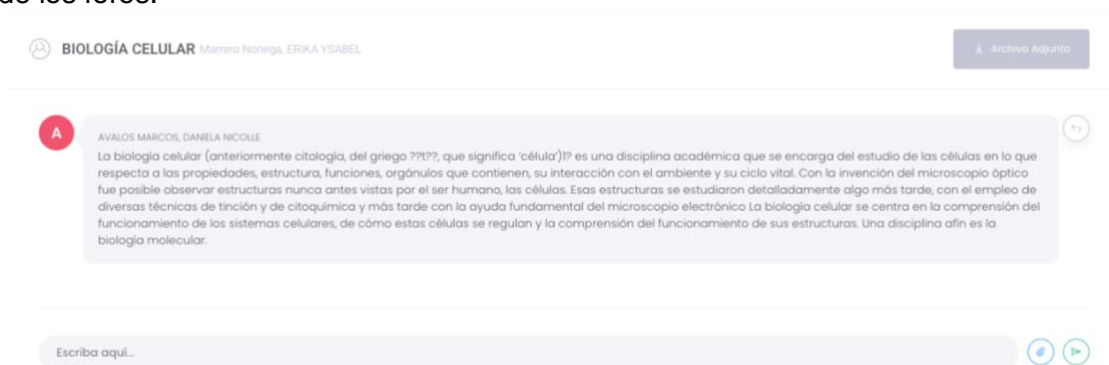 de los foros.
BIOLOGÍA CELULAR Marrero Noriega, ERIKA YSABEL
Archivo Adjunto
A
AVALOS MARCOS, DANIELA NICOLLE
La biología celular (anteriormente citología, del griego ??t??, que significa ‘célula’)1? es una disciplina académica que se encarga del estudio de las células en lo que
respecta a las propiedades, estructura, funciones, orgánulos que contienen, su interacción con el ambiente y su ciclo vital. Con la invención del microscopio óptico
fue posible observar estructuras nunca antes vistas por el ser humano, las células. Esas estructuras se estudiaron detalladamente algo más tarde, con el empleo de
diversas técnicas de tinción y de citoquímica y más tarde con la ayuda fundamental del microscopio electrónico La biología celular se centra en la comprensión del
funcionamiento de los sistemas celulares, de cómo estas células se regulan y la comprensión del funcionamiento de sus estructuras. Una disciplina afín es la
biología molecular.
Escriba aquí...